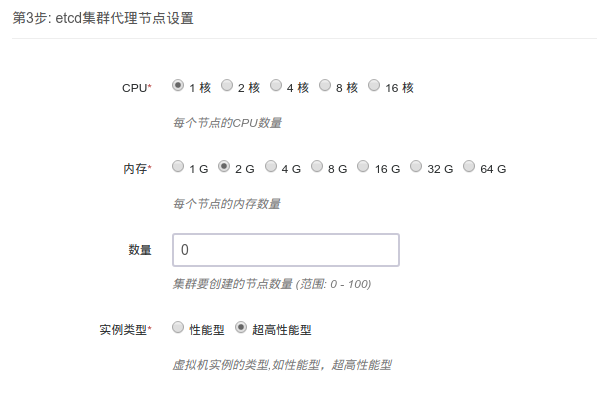 第3步: etcd集群代理节点设置
CPU* 1 核 2 核 4 核 8 核 16 核
每个节点的CPU数量
内存* 1 G 2 G 4 G 8 G 16 G 32 G 64 G
每个节点的内存数量
数量 0
集群要创建的节点数量 (范围: 0 - 100)
实例类型* 性能型 超高性能型
虚拟机实例的类型,如性能型，超高性能型